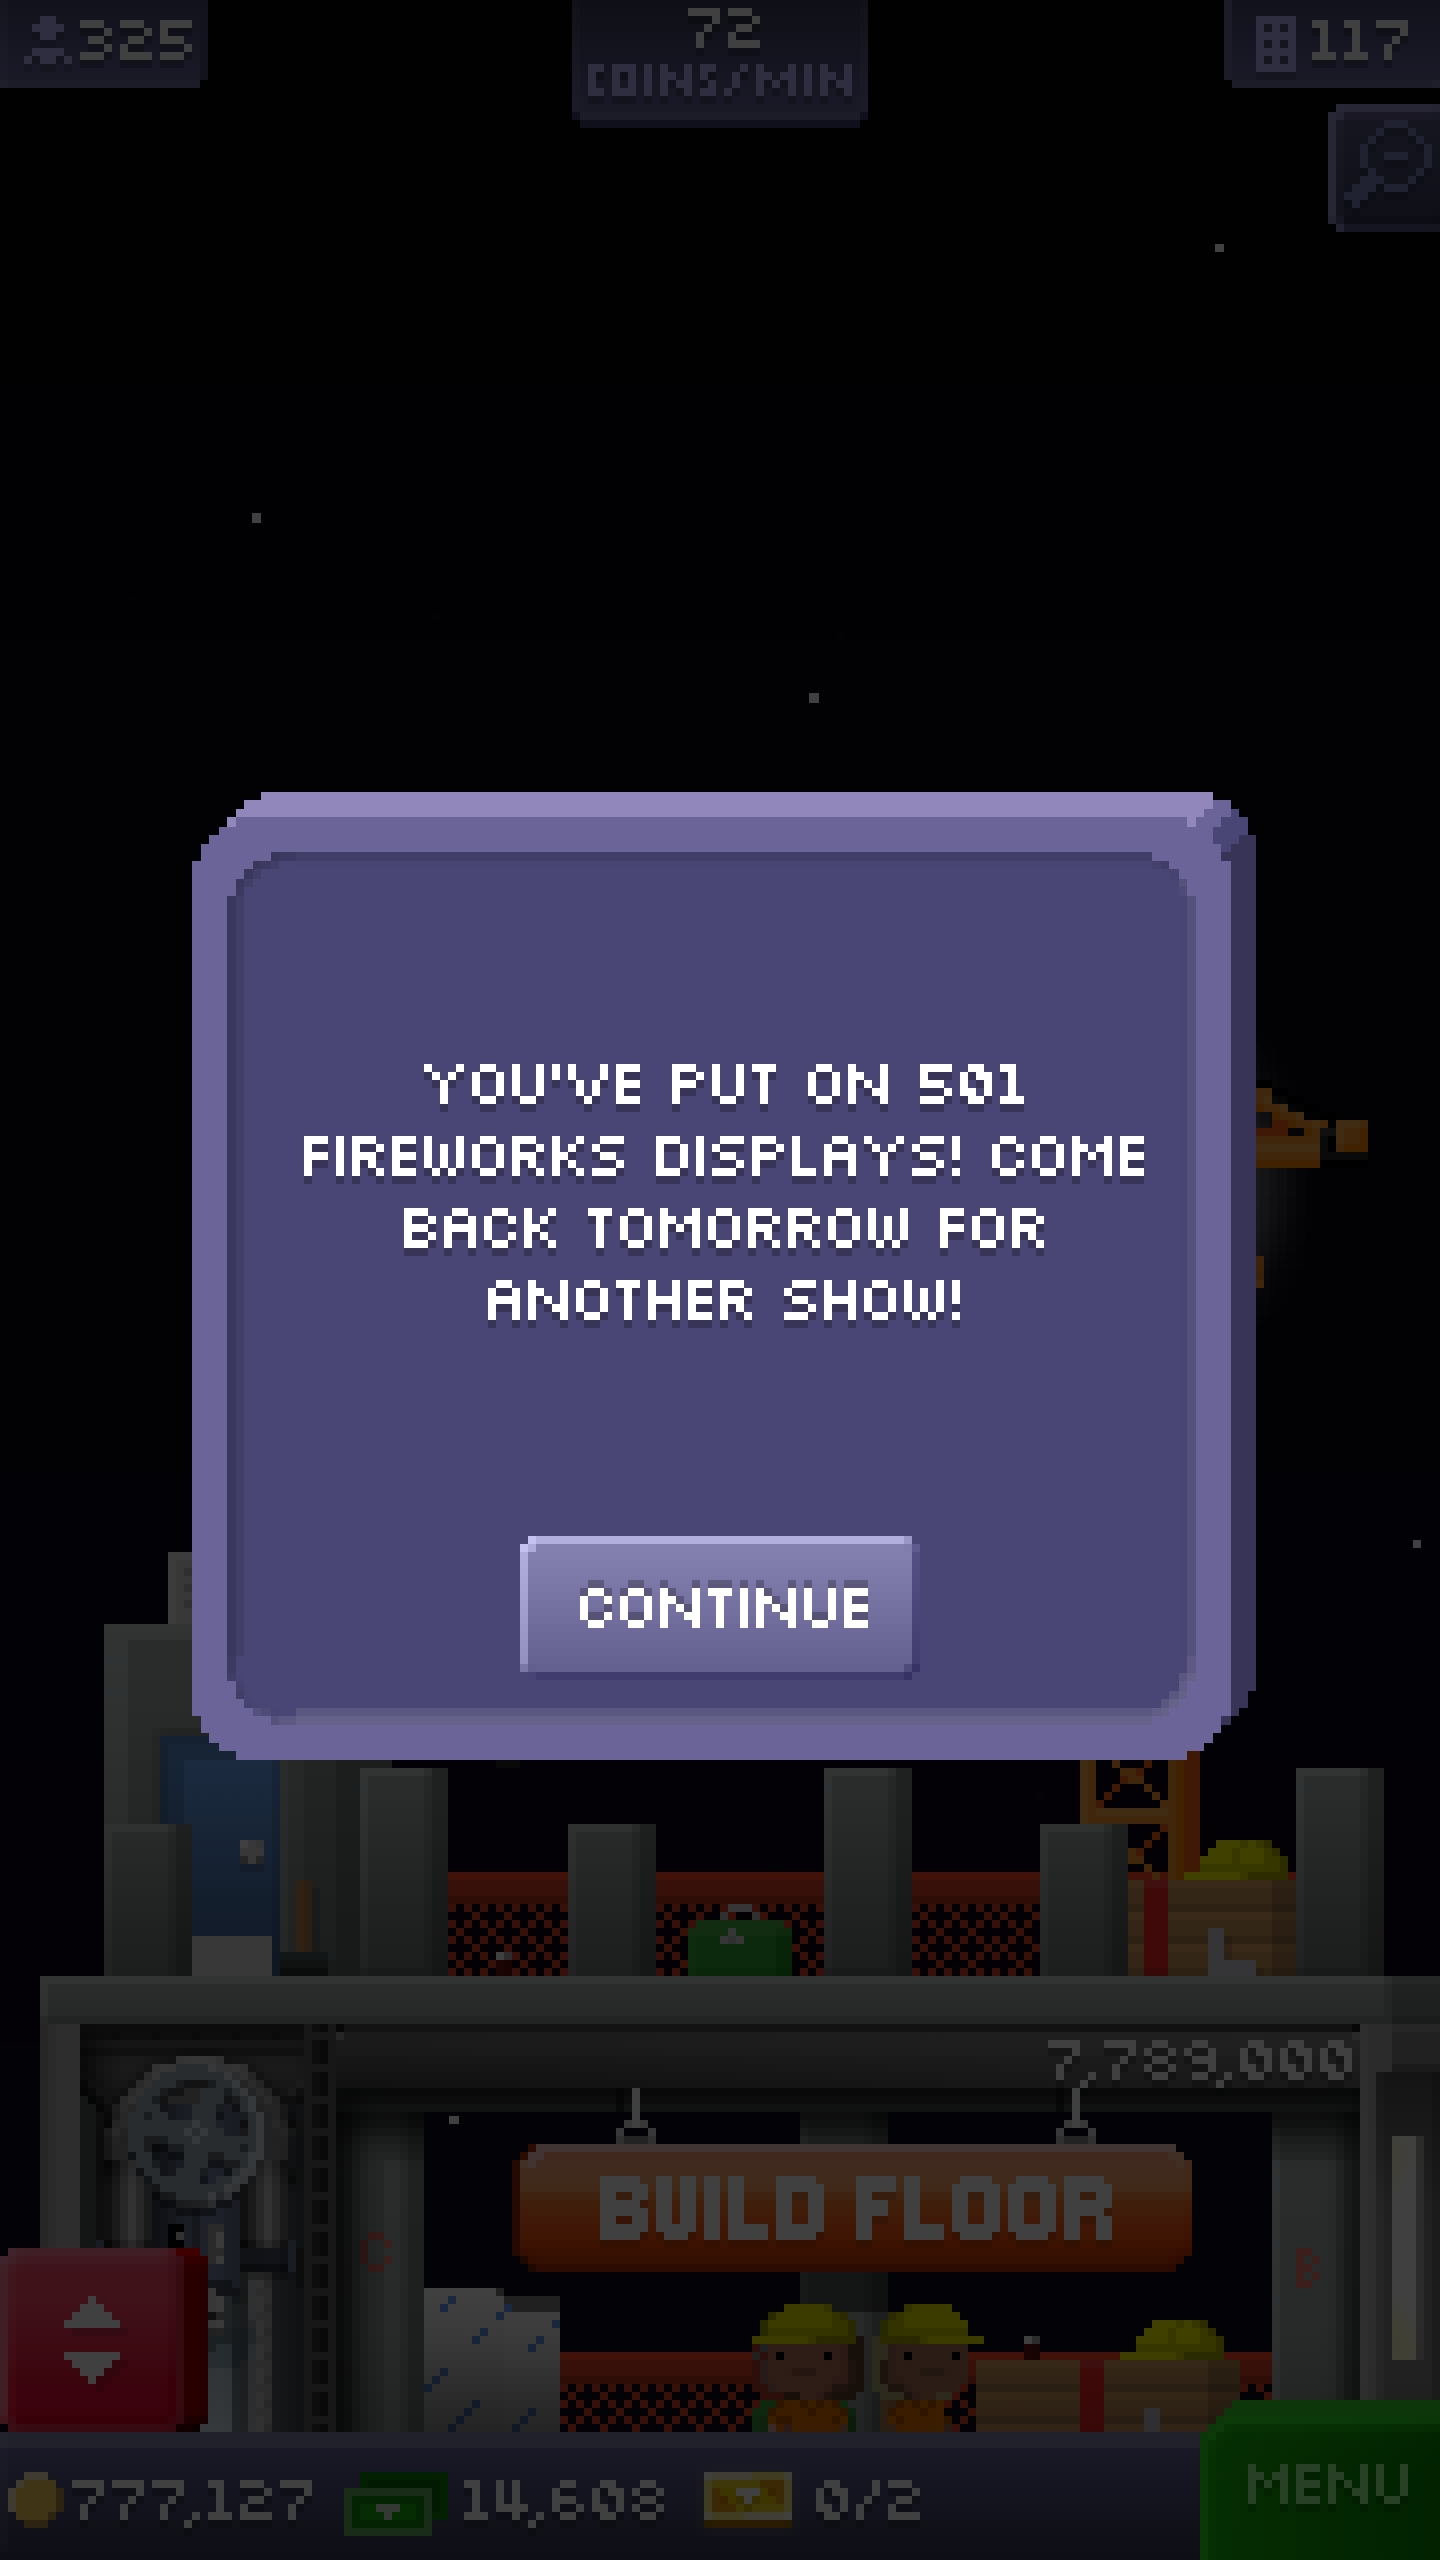 325
72
COINS/MIN
117
YOU'VE PUT ON 501
FIREWORKS DISPLAYS! COME
BACK TOMORROW FOR
ANOTHER SHOW!
CONTINUE
7,789,000
BUILD FLOOR
C
B
777,127
14,608
0/2
MENU